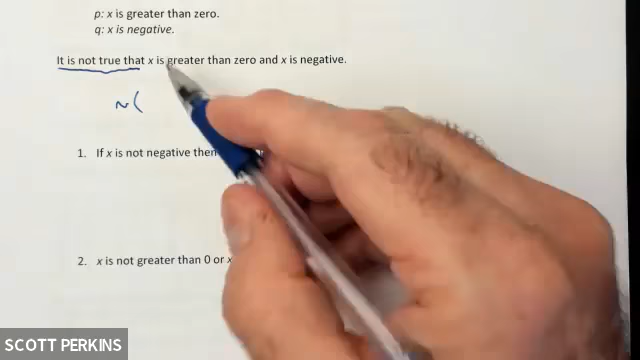 p: x is greater than zero.
q: x is negative.
It is not true that x is greater than zero and x is negative.
~(
1. If x is not negative then
2. x is not greater than 0 or
SCOTT PERKINS